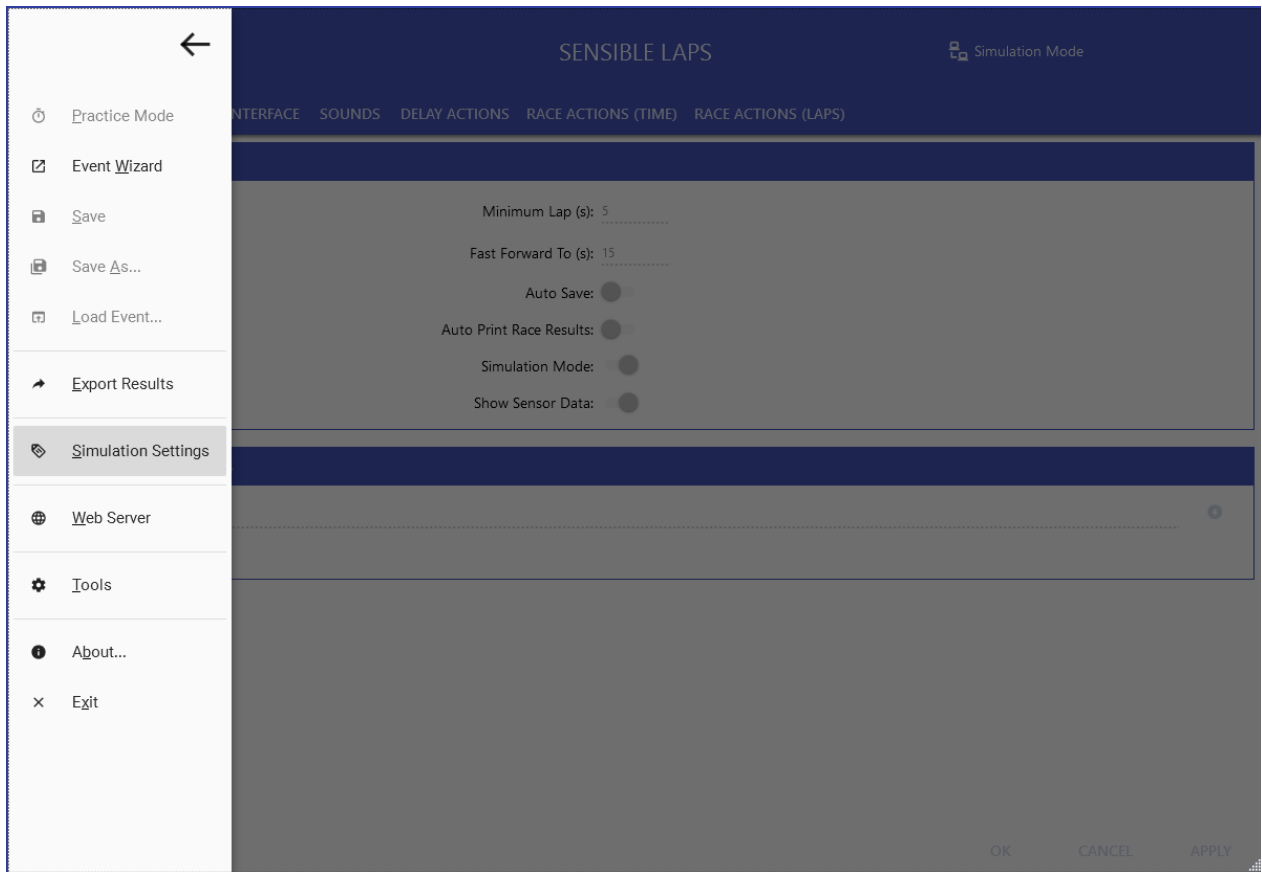 SENSIBLE LAPS
Simulation Mode
NTERFACE SOUNDS DELAY ACTIONS RACE ACTIONS (TIME) RACE ACTIONS (LAPS)
Practice Mode
Event Wizard
Save
Save As...
Load Event...
Export Results
Simulation Settings
Web Server
Tools
About...
Exit
Minimum Lap (s): 5
Fast Forward To (s): 15
Auto Save:
Auto Print Race Results:
Simulation Mode:
Show Sensor Data:
OK CANCEL APPLY